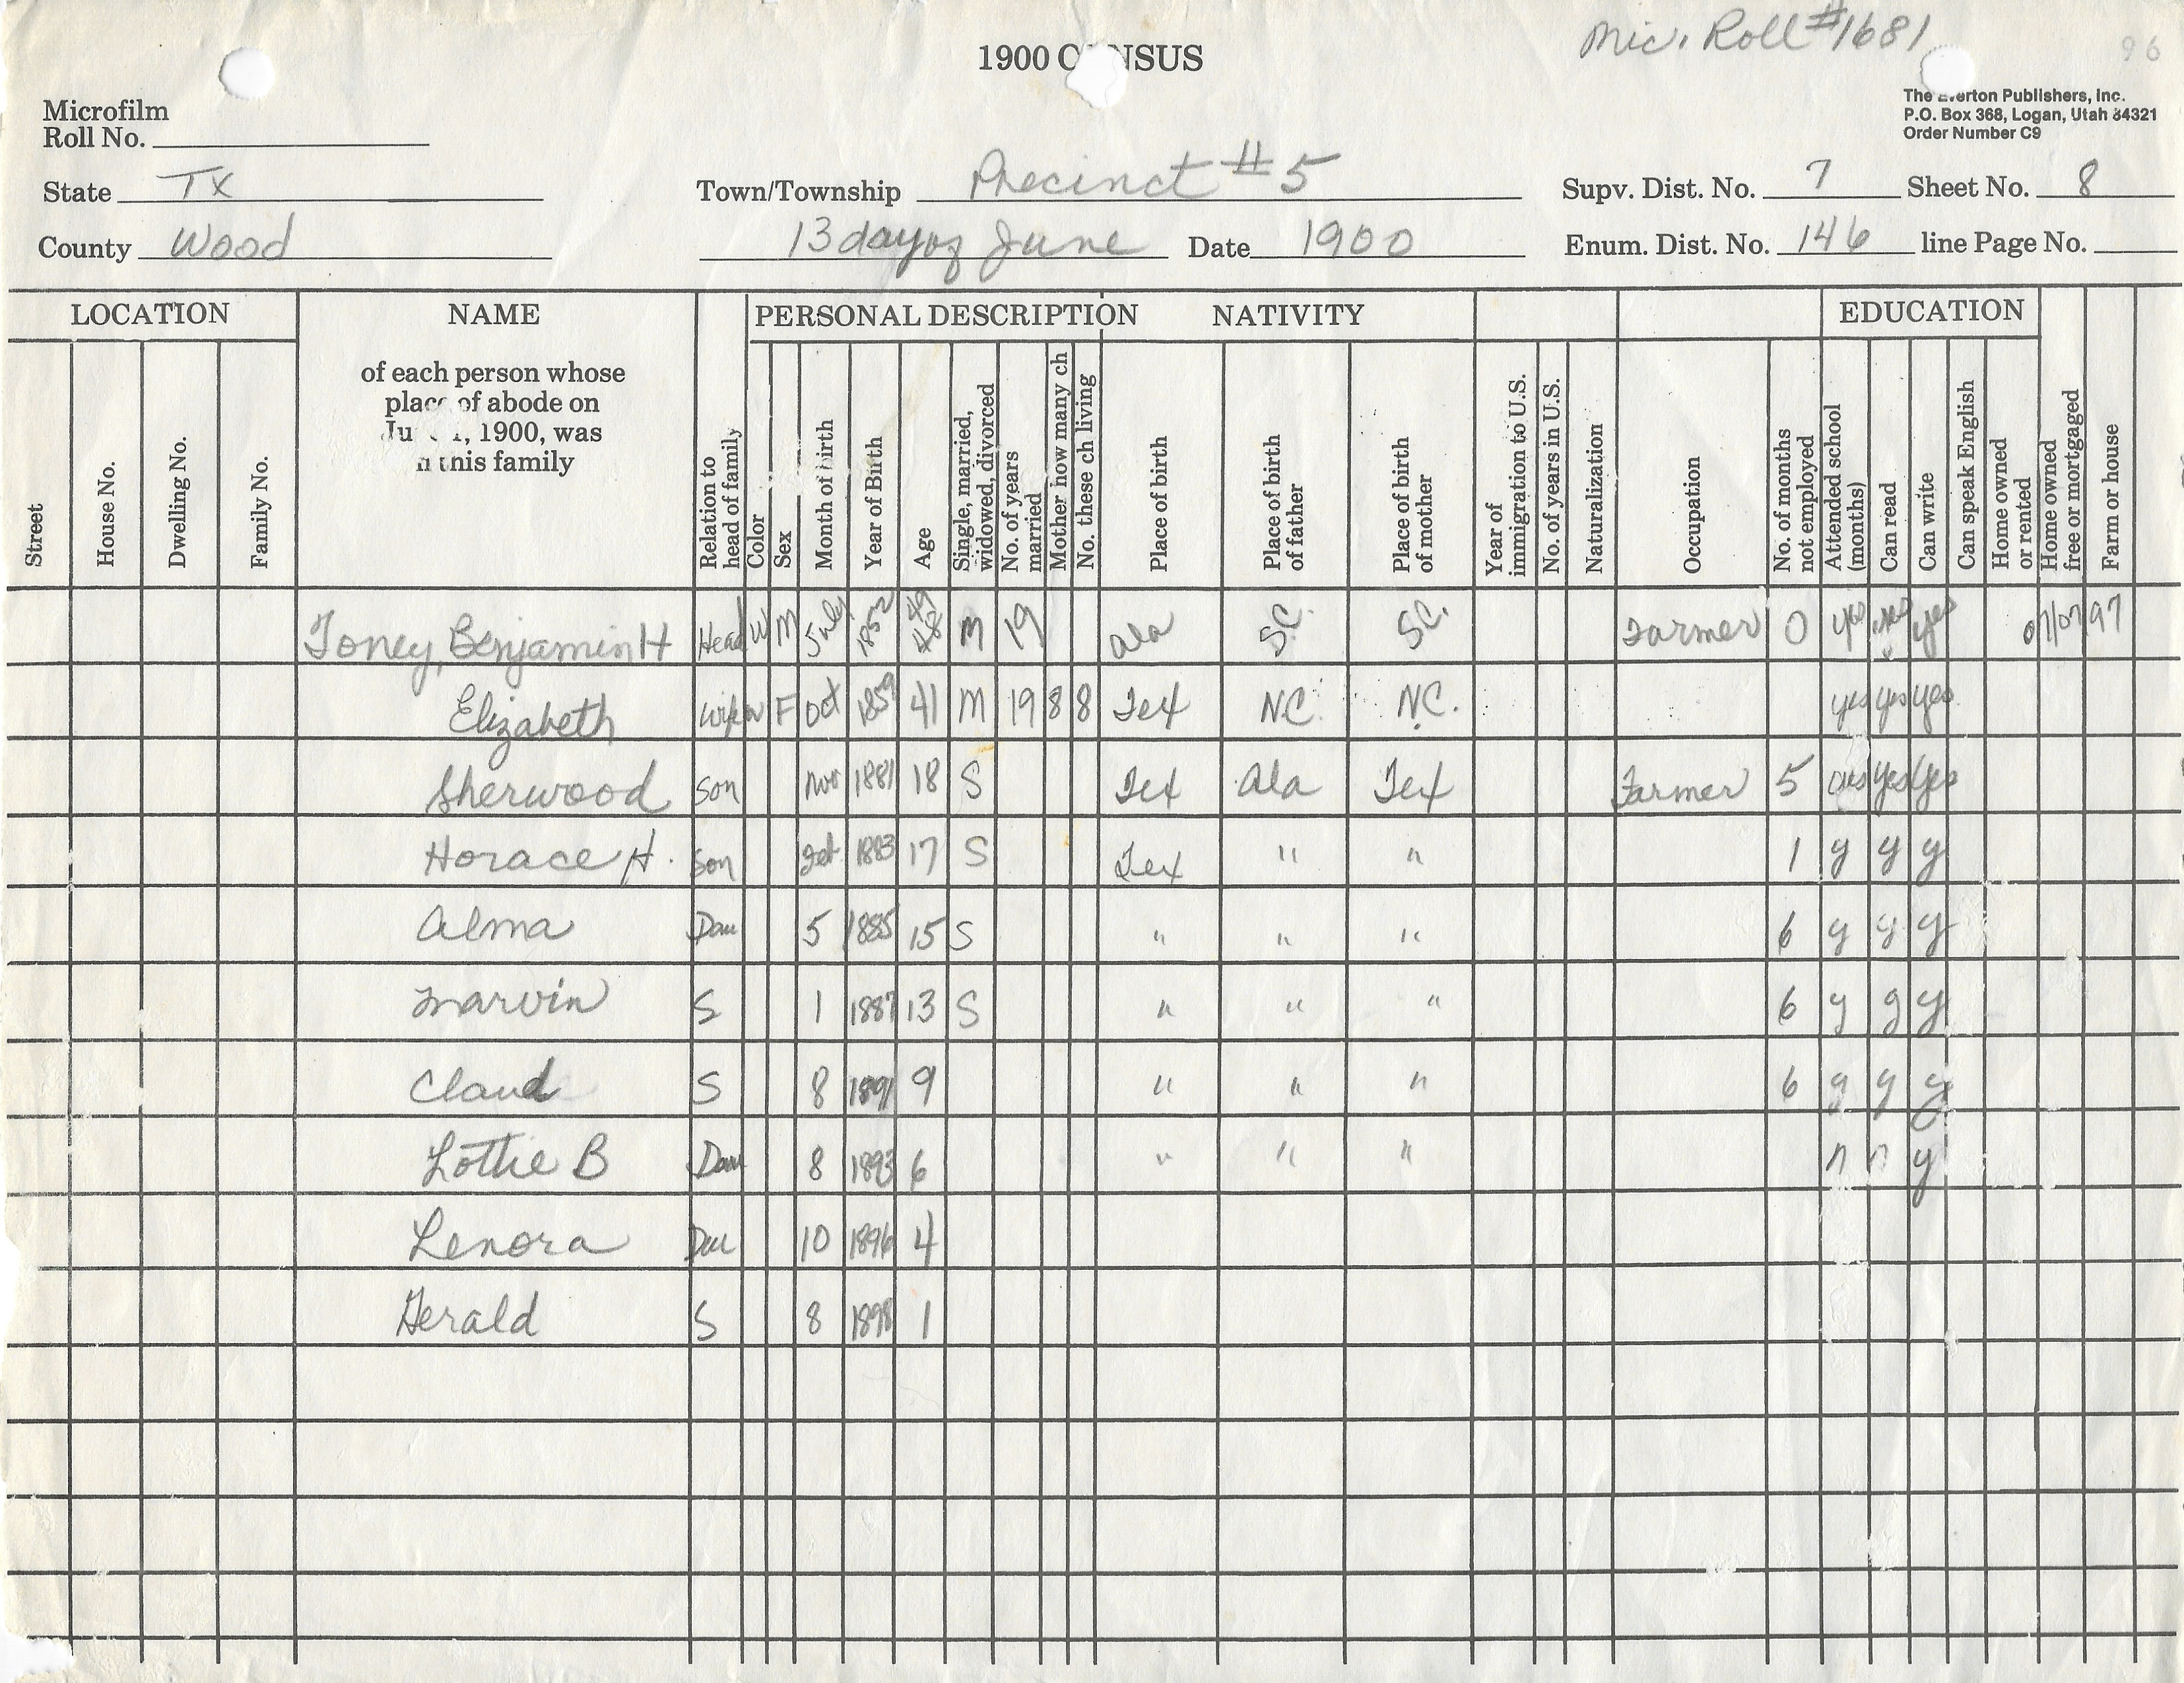 Mic. Roll #1681
96
1900 C NSUS
Microfilm
Roll No.
The Everton Publishers, Inc.
P.O. Box 368, Logan, Utah 84321
Order Number C9
State Tx Town/Township Precinct #5 Supv. Dist. No. 7 Sheet No. 8
County Wood 13 day of June Date 1900 Enum. Dist. No. 146 line Page No.
LOCATION NAME PERSONAL DESCRIPTION NATIVITY EDUCATION
of each person whose
place of abode on
Ju 1, 1900, was
n this family
Street
House No.
Dwelling No.
Family No.
Relation to head of family
Color
Sex
Month of birth
Year of Birth
Age
Single, married, widowed, divorced
No. of years married
Mother how many ch
No. these ch living
Place of birth
Place of birth of father
Place of birth of mother
Year of immigration to U.S.
No. of years in U.S.
Naturalization
Occupation
No. of months not employed
Attended school (months)
Can read
Can write
Can speak English
Home owned or rented
Home owned free or mortgaged
Farm or house
Toney, Benjamin H Head W M July 1852 49 48 M 19 Ala S.C. S.C. Farmer 0 yes yes yes 97
Elizabeth Wife W F Oct 1859 41 M 19 8 8 Tex N.C. N.C. yes yes yes
Sherwood Son Nov 1881 18 S Tex Ala Tex Farmer 5 yes yes
Horace H. Son Feb 1883 17 S Tex " " 1 y y y
Alma Dau 5 1885 15 S " " " 6 y y y
Marvin S 1 1887 13 S " " " 6 y y y
Claud S 8 1891 9 " " " 6 y y y
Lottie B Dau 8 1893 6 " " " n n y
Lenora Dau 10 1896 4
Gerald S 8 1898 1